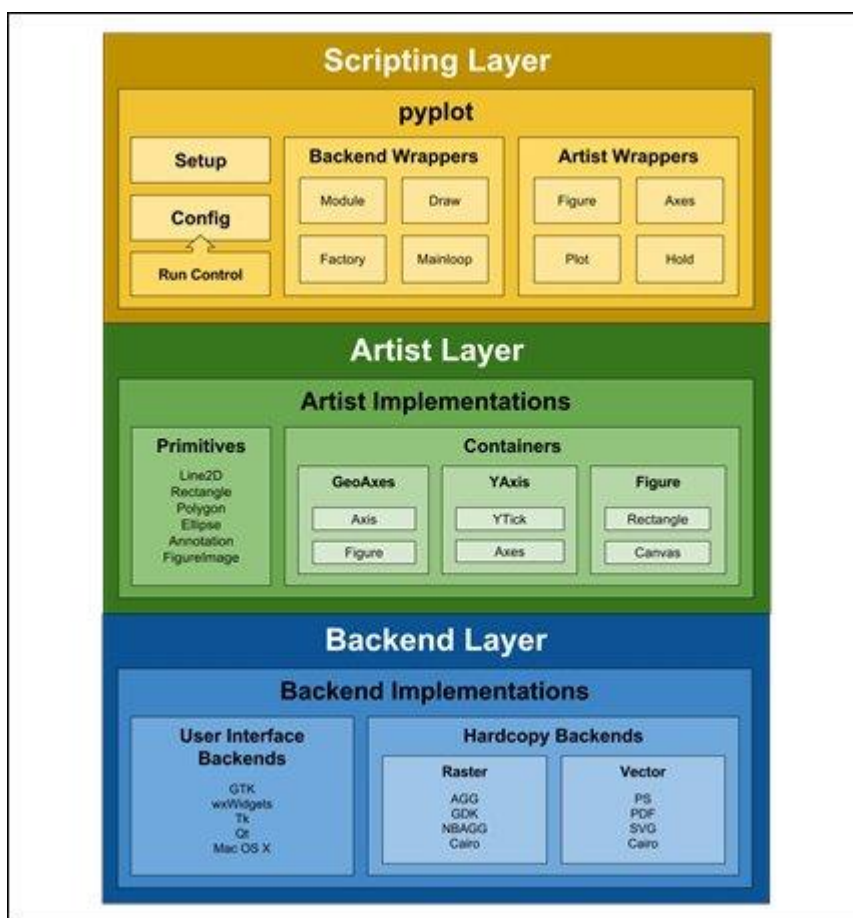 Scripting Layer
pyplot
Setup
Config
Run Control
Backend Wrappers
Module
Draw
Factory
Mainloop
Artist Wrappers
Figure
Axes
Plot
Hold
Artist Layer
Artist Implementations
Primitives
Line2D
Rectangle
Polygon
Ellipse
Annotation
FigureImage
Containers
GeoAxes
Axis
Figure
YAxis
YTick
Axes
Figure
Rectangle
Canvas
Backend Layer
Backend Implementations
User Interface
Backends
GTK
wxWidgets
Tk
Qt
Mac OS X
Hardcopy Backends
Raster
AGG
GDK
NBAGG
Cairo
Vector
PS
PDF
SVG
Cairo